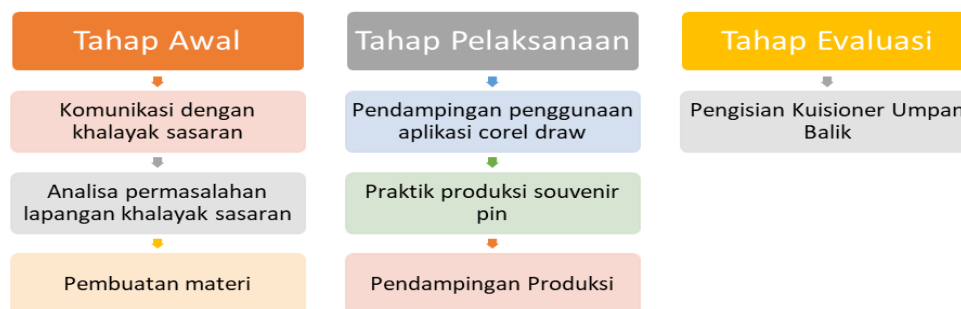 Tahap Awal
Komunikasi dengan
khalayak sasaran
Analisa permasalahan
lapangan khalayak sasaran
Pembuatan materi
Tahap Pelaksanaan
Pendampingan penggunaan
aplikasi corel draw
Praktik produksi souvenir
pin
Pendampingan Produksi
Tahap Evaluasi
Pengisian Kuisioner Umpan
Balik